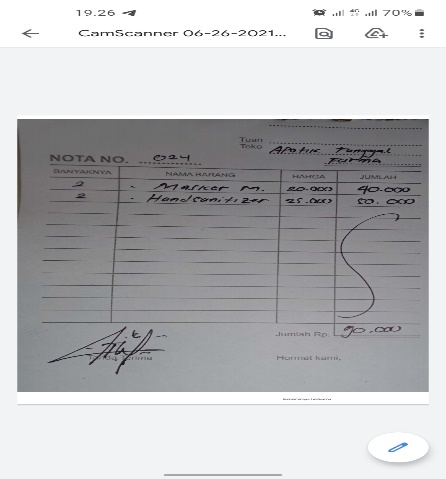 19.26 70%
CamScanner 06-26-2021...
Tuan
Toko Apotik Tunggal
Farma
NOTA NO. 024
BANYAKNYA NAMA BARANG HARGA JUMLAH
2 - Masker M. 20.000 40.000
2 - Handsanitizer 25.000 50.000
Jumlah Rp. 90.000
Tanda terima Hormat kami,